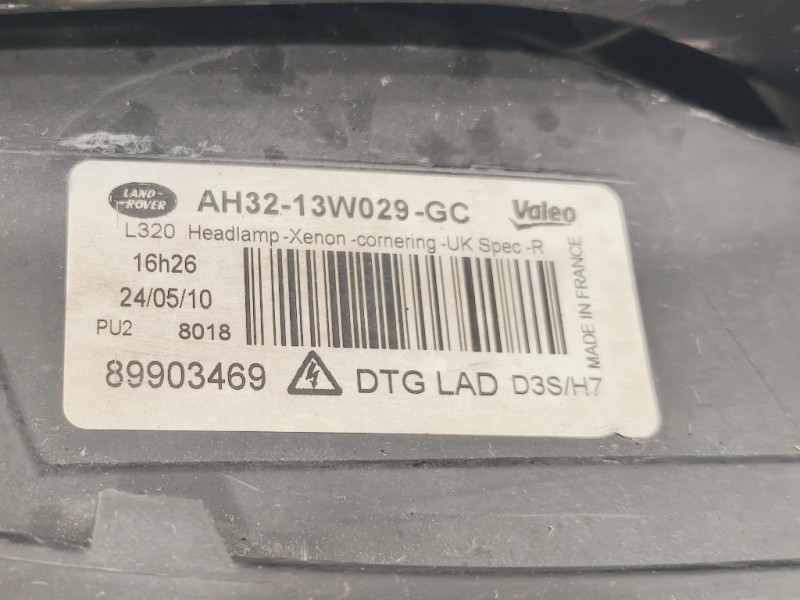 LAND-
ROVER
AH32-13W029-GC
Valeo
L320 Headlamp-Xenon-cornering-UK Spec-R
16h26
24/05/10
PU2 8018
MADE IN FRANCE
89903469 DTG LAD D3S/H7